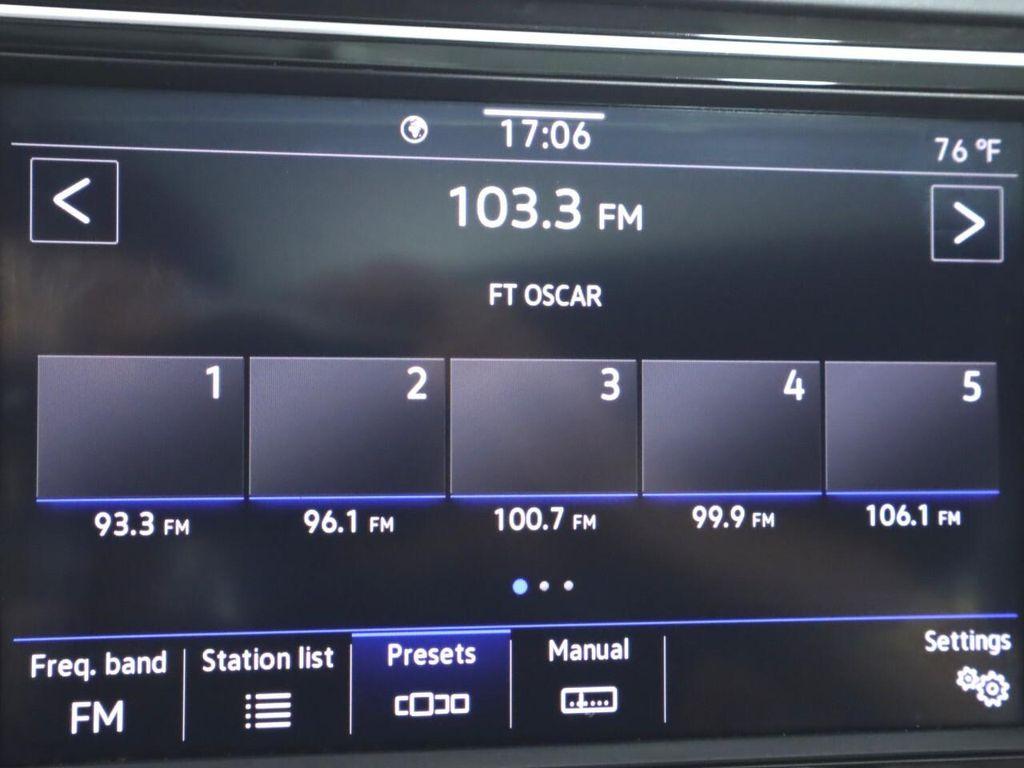 17:06
76 °F
<
103.3 FM
>
FT OSCAR
1 2 3 4 5
93.3 FM 96.1 FM 100.7 FM 99.9 FM 106.1 FM
Freq. band Station list Presets Manual Settings
FM